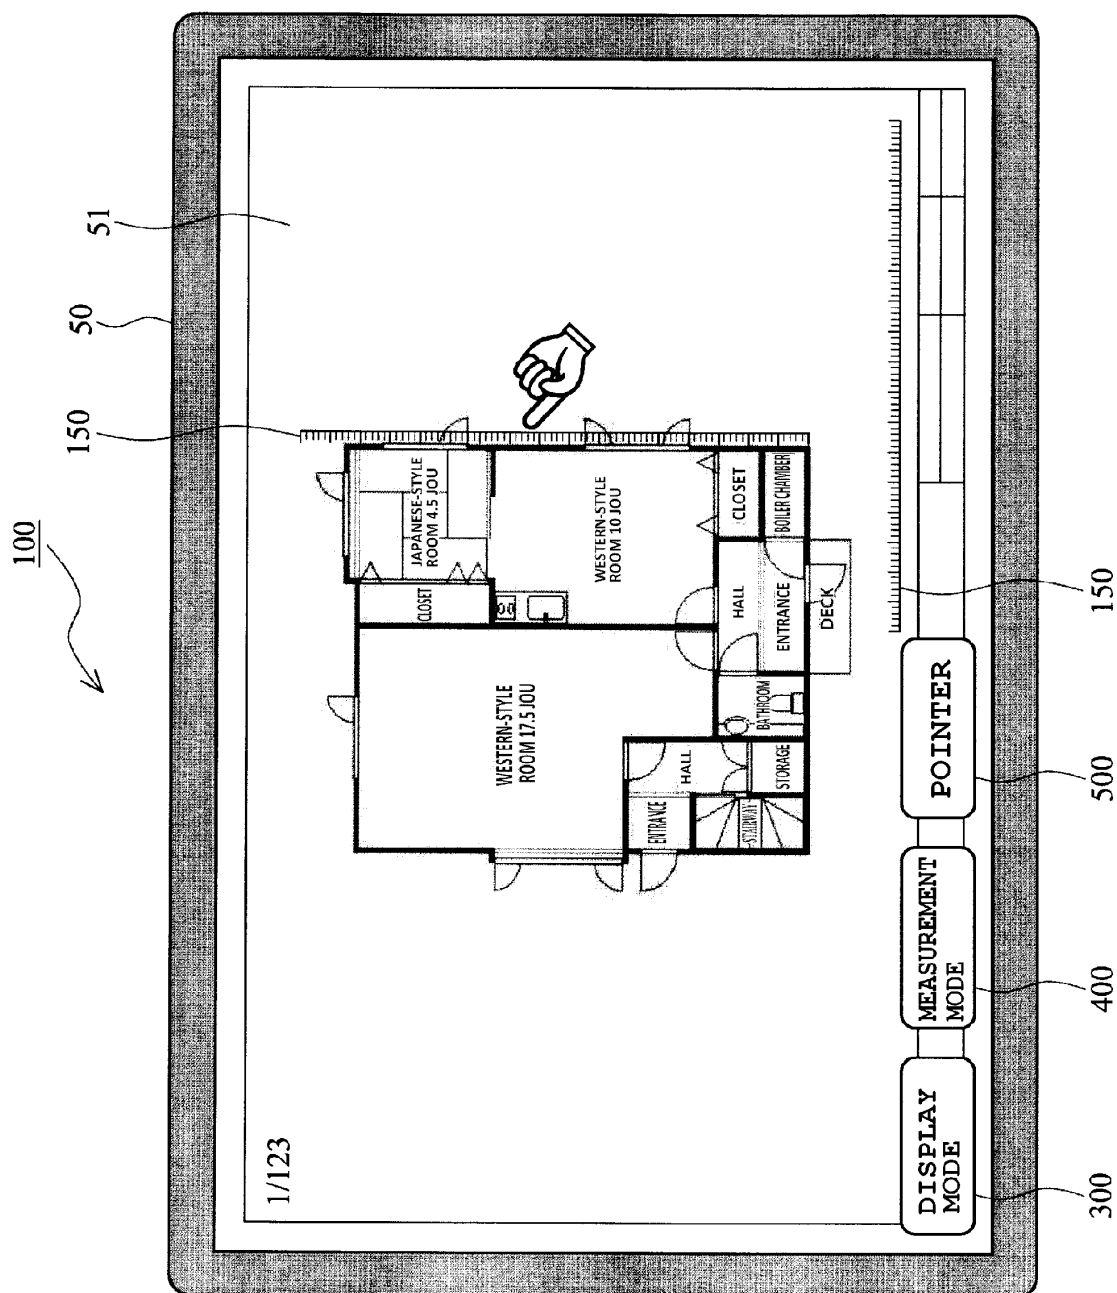 100
150
50
51
1/123
CLOSET
JAPANESE-STYLE
ROOM 4.5 JOU
WESTERN-STYLE
ROOM 17.5 JOU
WESTERN-STYLE
ROOM 10 JOU
ENTRANCE
HALL
HALL
CLOSET
STAIRWAY
BATHROOM
STORAGE
ENTRANCE
BOILER CHAMBER
DECK
DISPLAY
MODE
MEASUREMENT
MODE
POINTER
300
400
500
150